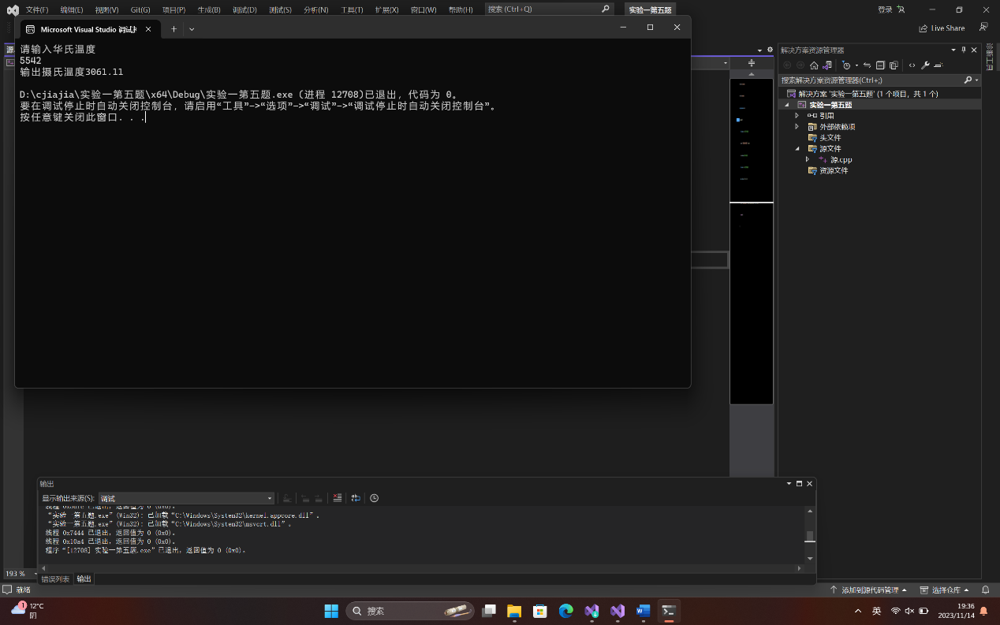 文件(F) 编辑(E) 视图(V) Git(G) 项目(P) 生成(B) 调试(D) 测试(S) 分析(N) 工具(T) 扩展(X) 窗口(W) 帮助(H) 搜索 (Ctrl+Q) 实验一第五题 登录
Microsoft Visual Studio 调试
Live Share
请输入华氏温度
5542
输出摄氏温度3061.11
D:\cjiajia\实验一第五题\x64\Debug\实验一第五题.exe (进程 12708)已退出，代码为 0。
要在调试停止时自动关闭控制台，请启用“工具”->“选项”->“调试”->“调试停止时自动关闭控制台”。
按任意键关闭此窗口. . .
解决方案资源管理器
搜索解决方案资源管理器(Ctrl+;)
解决方案 '实验一第五题' (1 个项目，共 1 个)
实验一第五题
引用
外部依赖项
头文件
源文件
源.cpp
资源文件
诊断工具
输出
显示输出来源(S): 调试
“实验一第五题.exe”(Win32): 已加载“C:\Windows\System32\kernel.appcore.dll”。
“实验一第五题.exe”(Win32): 已加载“C:\Windows\System32\msvcrt.dll”。
线程 0x7444 已退出，返回值为 0 (0x0)。
线程 0x10a4 已退出，返回值为 0 (0x0)。
程序“[12708] 实验一第五题.exe”已退出，返回值为 0 (0x0)。
193 %
错误列表 输出
就绪 添加到源代码管理 选择仓库
1 12°C
阴
搜索
英
19:36
2023/11/14